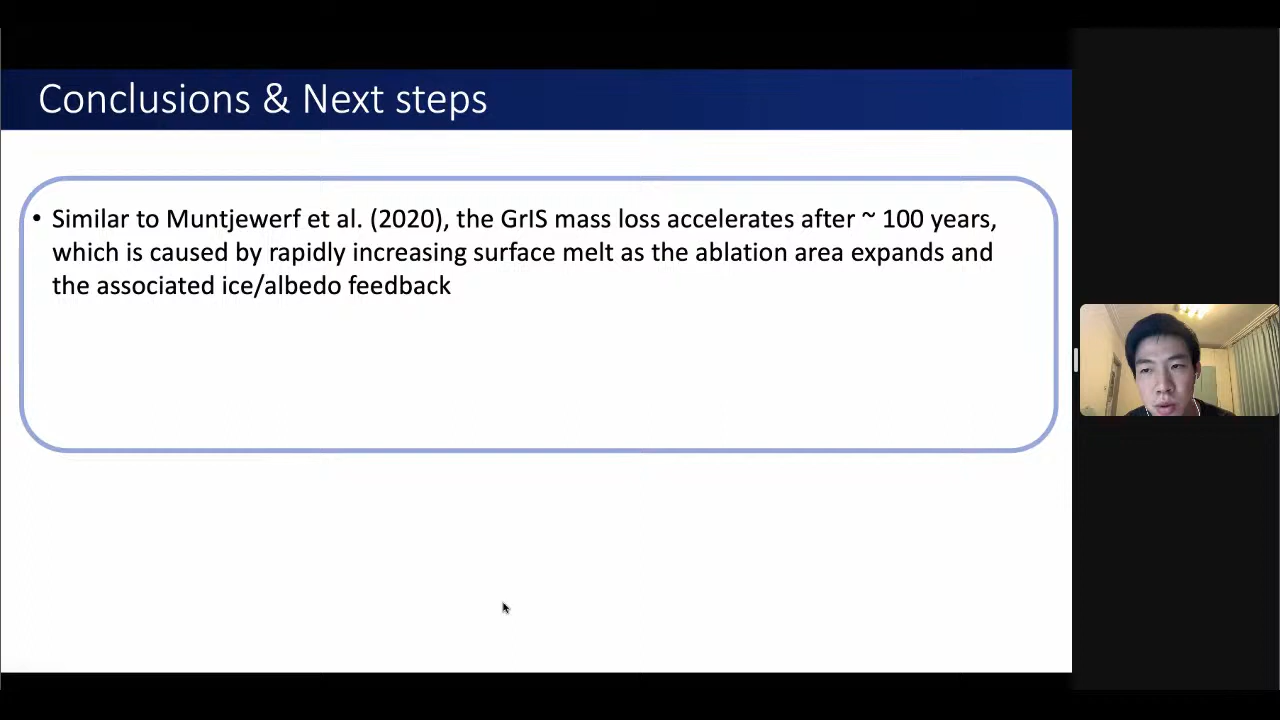 Conclusions & Next steps
• Similar to Muntjewerf et al. (2020), the GrIS mass loss accelerates after ~ 100 years,
which is caused by rapidly increasing surface melt as the ablation area expands and
the associated ice/albedo feedback